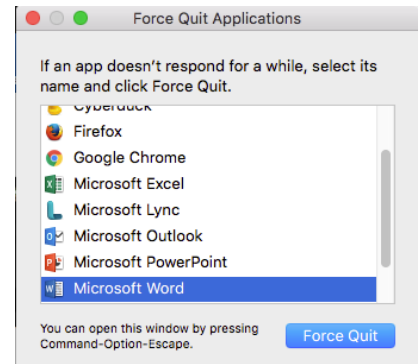 Force Quit Applications
If an app doesn't respond for a while, select its
name and click Force Quit.
Cyberduck
Firefox
Google Chrome
Microsoft Excel
Microsoft Lync
Microsoft Outlook
Microsoft PowerPoint
Microsoft Word
You can open this window by pressing
Command-Option-Escape.
Force Quit